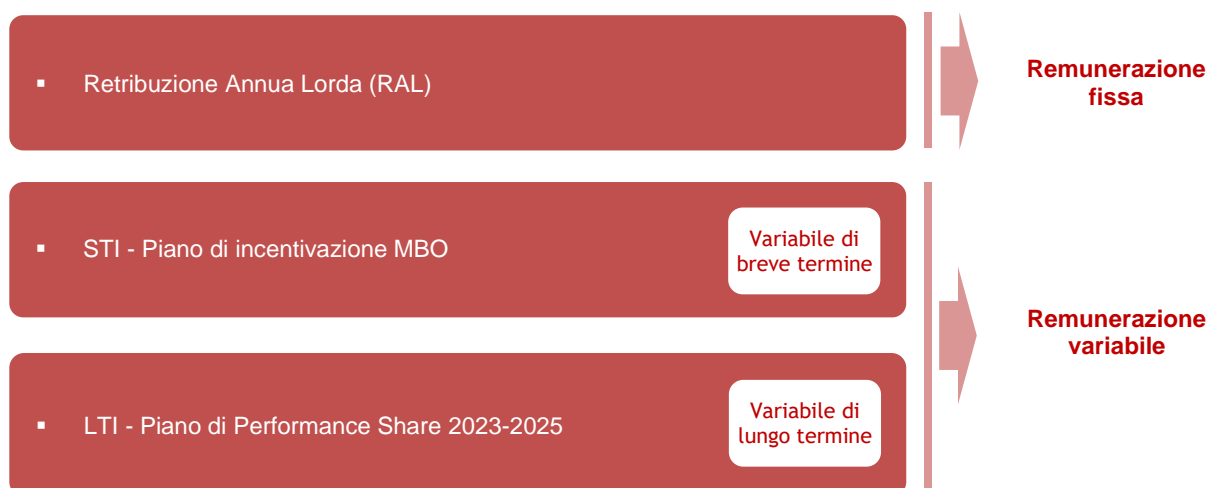 ▪ Retribuzione Annua Lorda (RAL)
Remunerazione
fissa
▪ STI - Piano di incentivazione MBO
Variabile di
breve termine
▪ LTI - Piano di Performance Share 2023-2025
Variabile di
lungo termine
Remunerazione
variabile